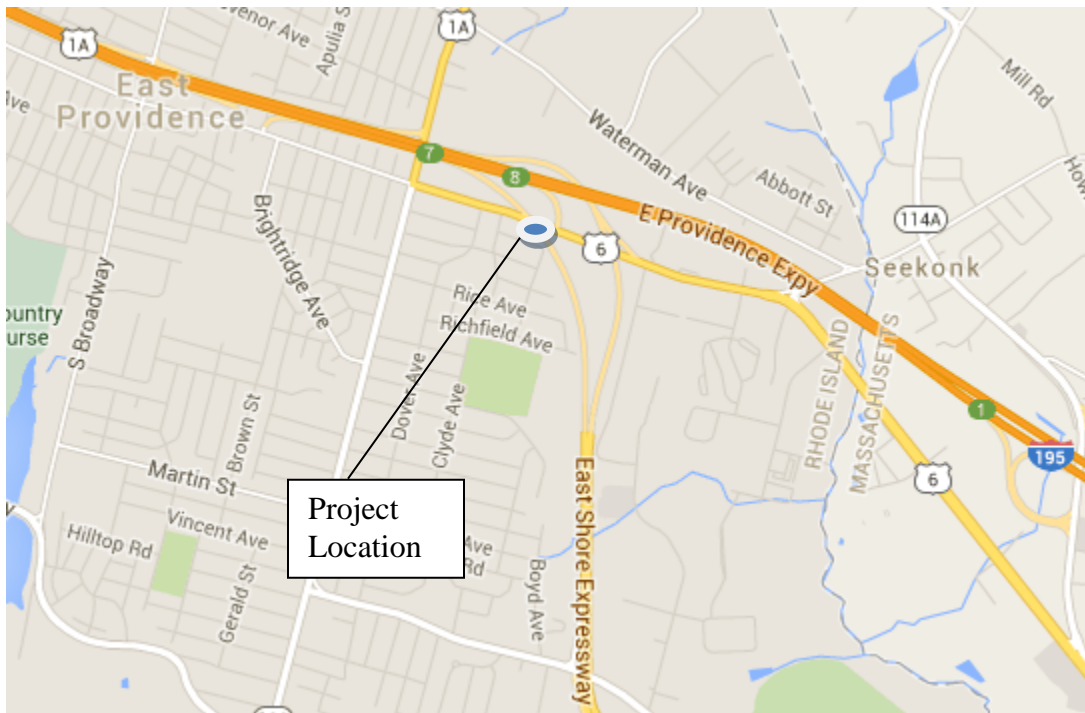 1A
venor Ave
Apulia S
1A
Mill Rd
East
Providence
Ave
Waterman Ave
7
8
Abbott St
How
Brightridge Ave
E Providence Expy
114A
6
Seekonk
Rice Ave
Richfield Ave
ountry
urse
S Broadway
RHODE ISLAND
MASSACHUSETTS
Dover Ave
Clyde Ave
1
Brown St
195
6
Martin St
East Shore Expressway
Project
Location
Vincent Ave
Hilltop Rd
Ave
Rd
Gerald St
Boyd Ave
y